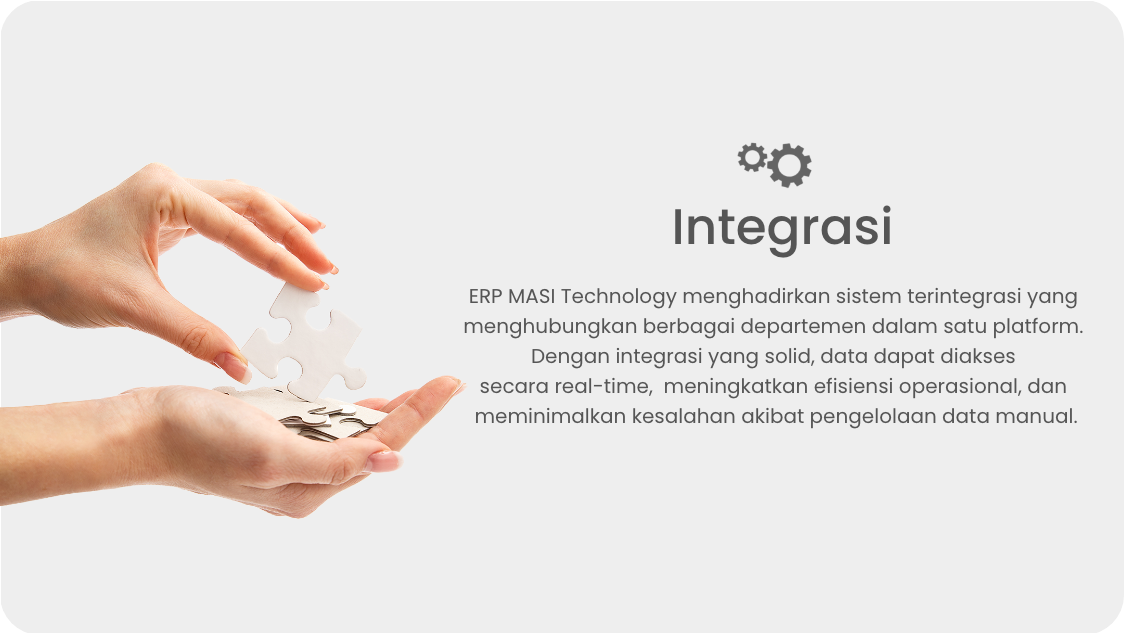 Integrasi
ERP MASI Technology menghadirkan sistem terintegrasi yang
menghubungkan berbagai departemen dalam satu platform.
Dengan integrasi yang solid, data dapat diakses
secara real-time,  meningkatkan efisiensi operasional, dan
meminimalkan kesalahan akibat pengelolaan data manual.